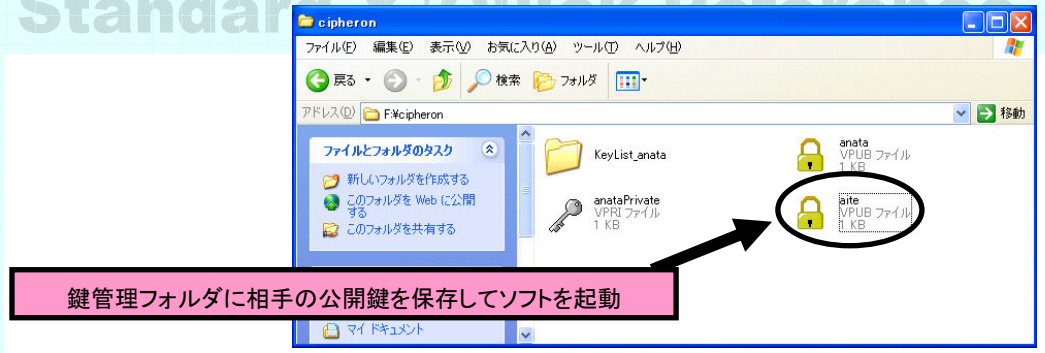 cipheron
ファイル(F) 編集(E) 表示(V) お気に入り(A) ツール(T) ヘルプ(H)
戻る 検索 フォルダ
アドレス(D) F:¥cipheron 移動
ファイルとフォルダのタスク
新しいフォルダを作成する
このフォルダを Web に公開
する
このフォルダを共有する
KeyList_anata
anata
VPUB ファイル
1 KB
anataPrivate
VPRI ファイル
1 KB
aite
VPUB ファイル
1 KB
鍵管理フォルダに相手の公開鍵を保存してソフトを起動
マイ ドキュメント